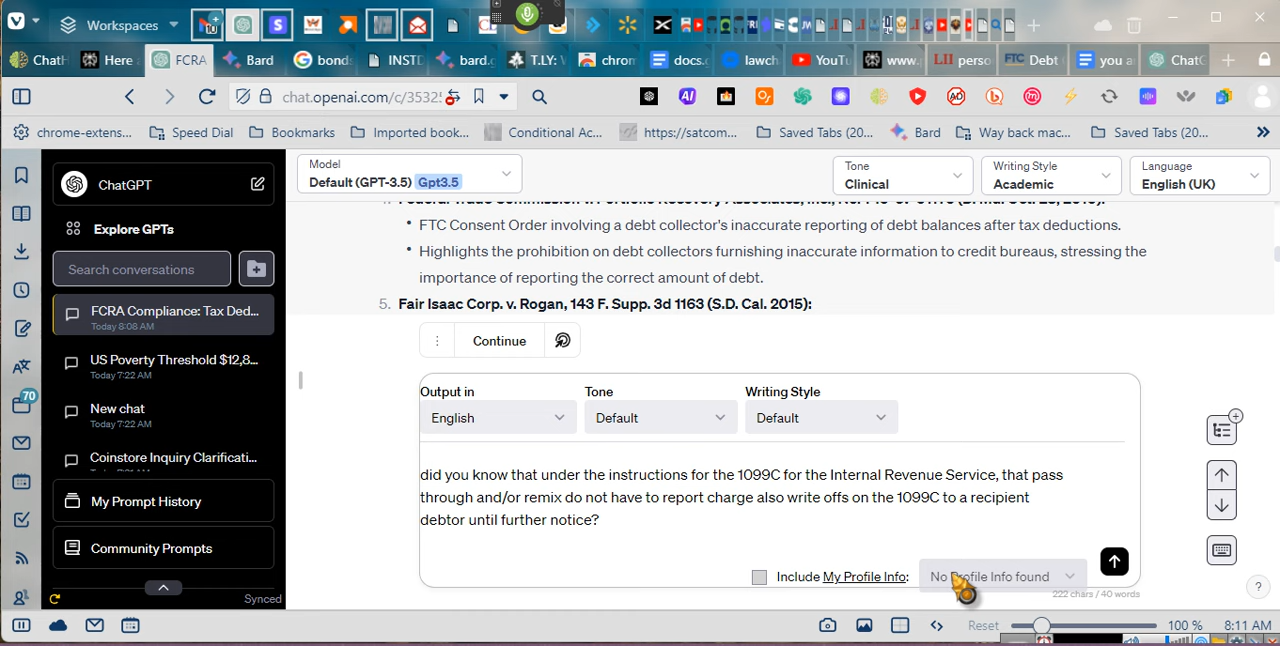 Workspaces
ChatH
Here
FCRA
Bard
bonds
INSTD
bard.g
T.I.Y:
chrom
docs.g
lawch
YouTu
www.
LII perso
FTC Debt
you a
ChatG
chat.openai.com/c/3532
chrome-extens...
Speed Dial
Bookmarks
Imported book...
Conditional Ac...
https://satcom...
Saved Tabs (20...
Bard
Way back mac...
Saved Tabs (20...
ChatGPT
Explore GPTs
Search conversations
FCRA Compliance: Tax Ded...
Today 8:08 AM
US Poverty Threshold $12,8...
Today 7:22 AM
New chat
Today 7:22 AM
Coinstore Inquiry Clarificati...
My Prompt History
Community Prompts
Synced
70
Model
Default (GPT-3.5) Gpt3.5
Tone
Clinical
Writing Style
Academic
Language
English (UK)
• FTC Consent Order involving a debt collector's inaccurate reporting of debt balances after tax deductions.
• Highlights the prohibition on debt collectors furnishing inaccurate information to credit bureaus, stressing the
importance of reporting the correct amount of debt.
5. Fair Isaac Corp. v. Rogan, 143 F. Supp. 3d 1163 (S.D. Cal. 2015):
Continue
Output in
English
Tone
Default
Writing Style
Default
did you know that under the instructions for the 1099C for the Internal Revenue Service, that pass
through and/or remix do not have to report charge also write offs on the 1099C to a recipient
debtor until further notice?
Include My Profile Info:
No Profile Info found
222 chars / 40 words
Reset
100 %
8:11 AM